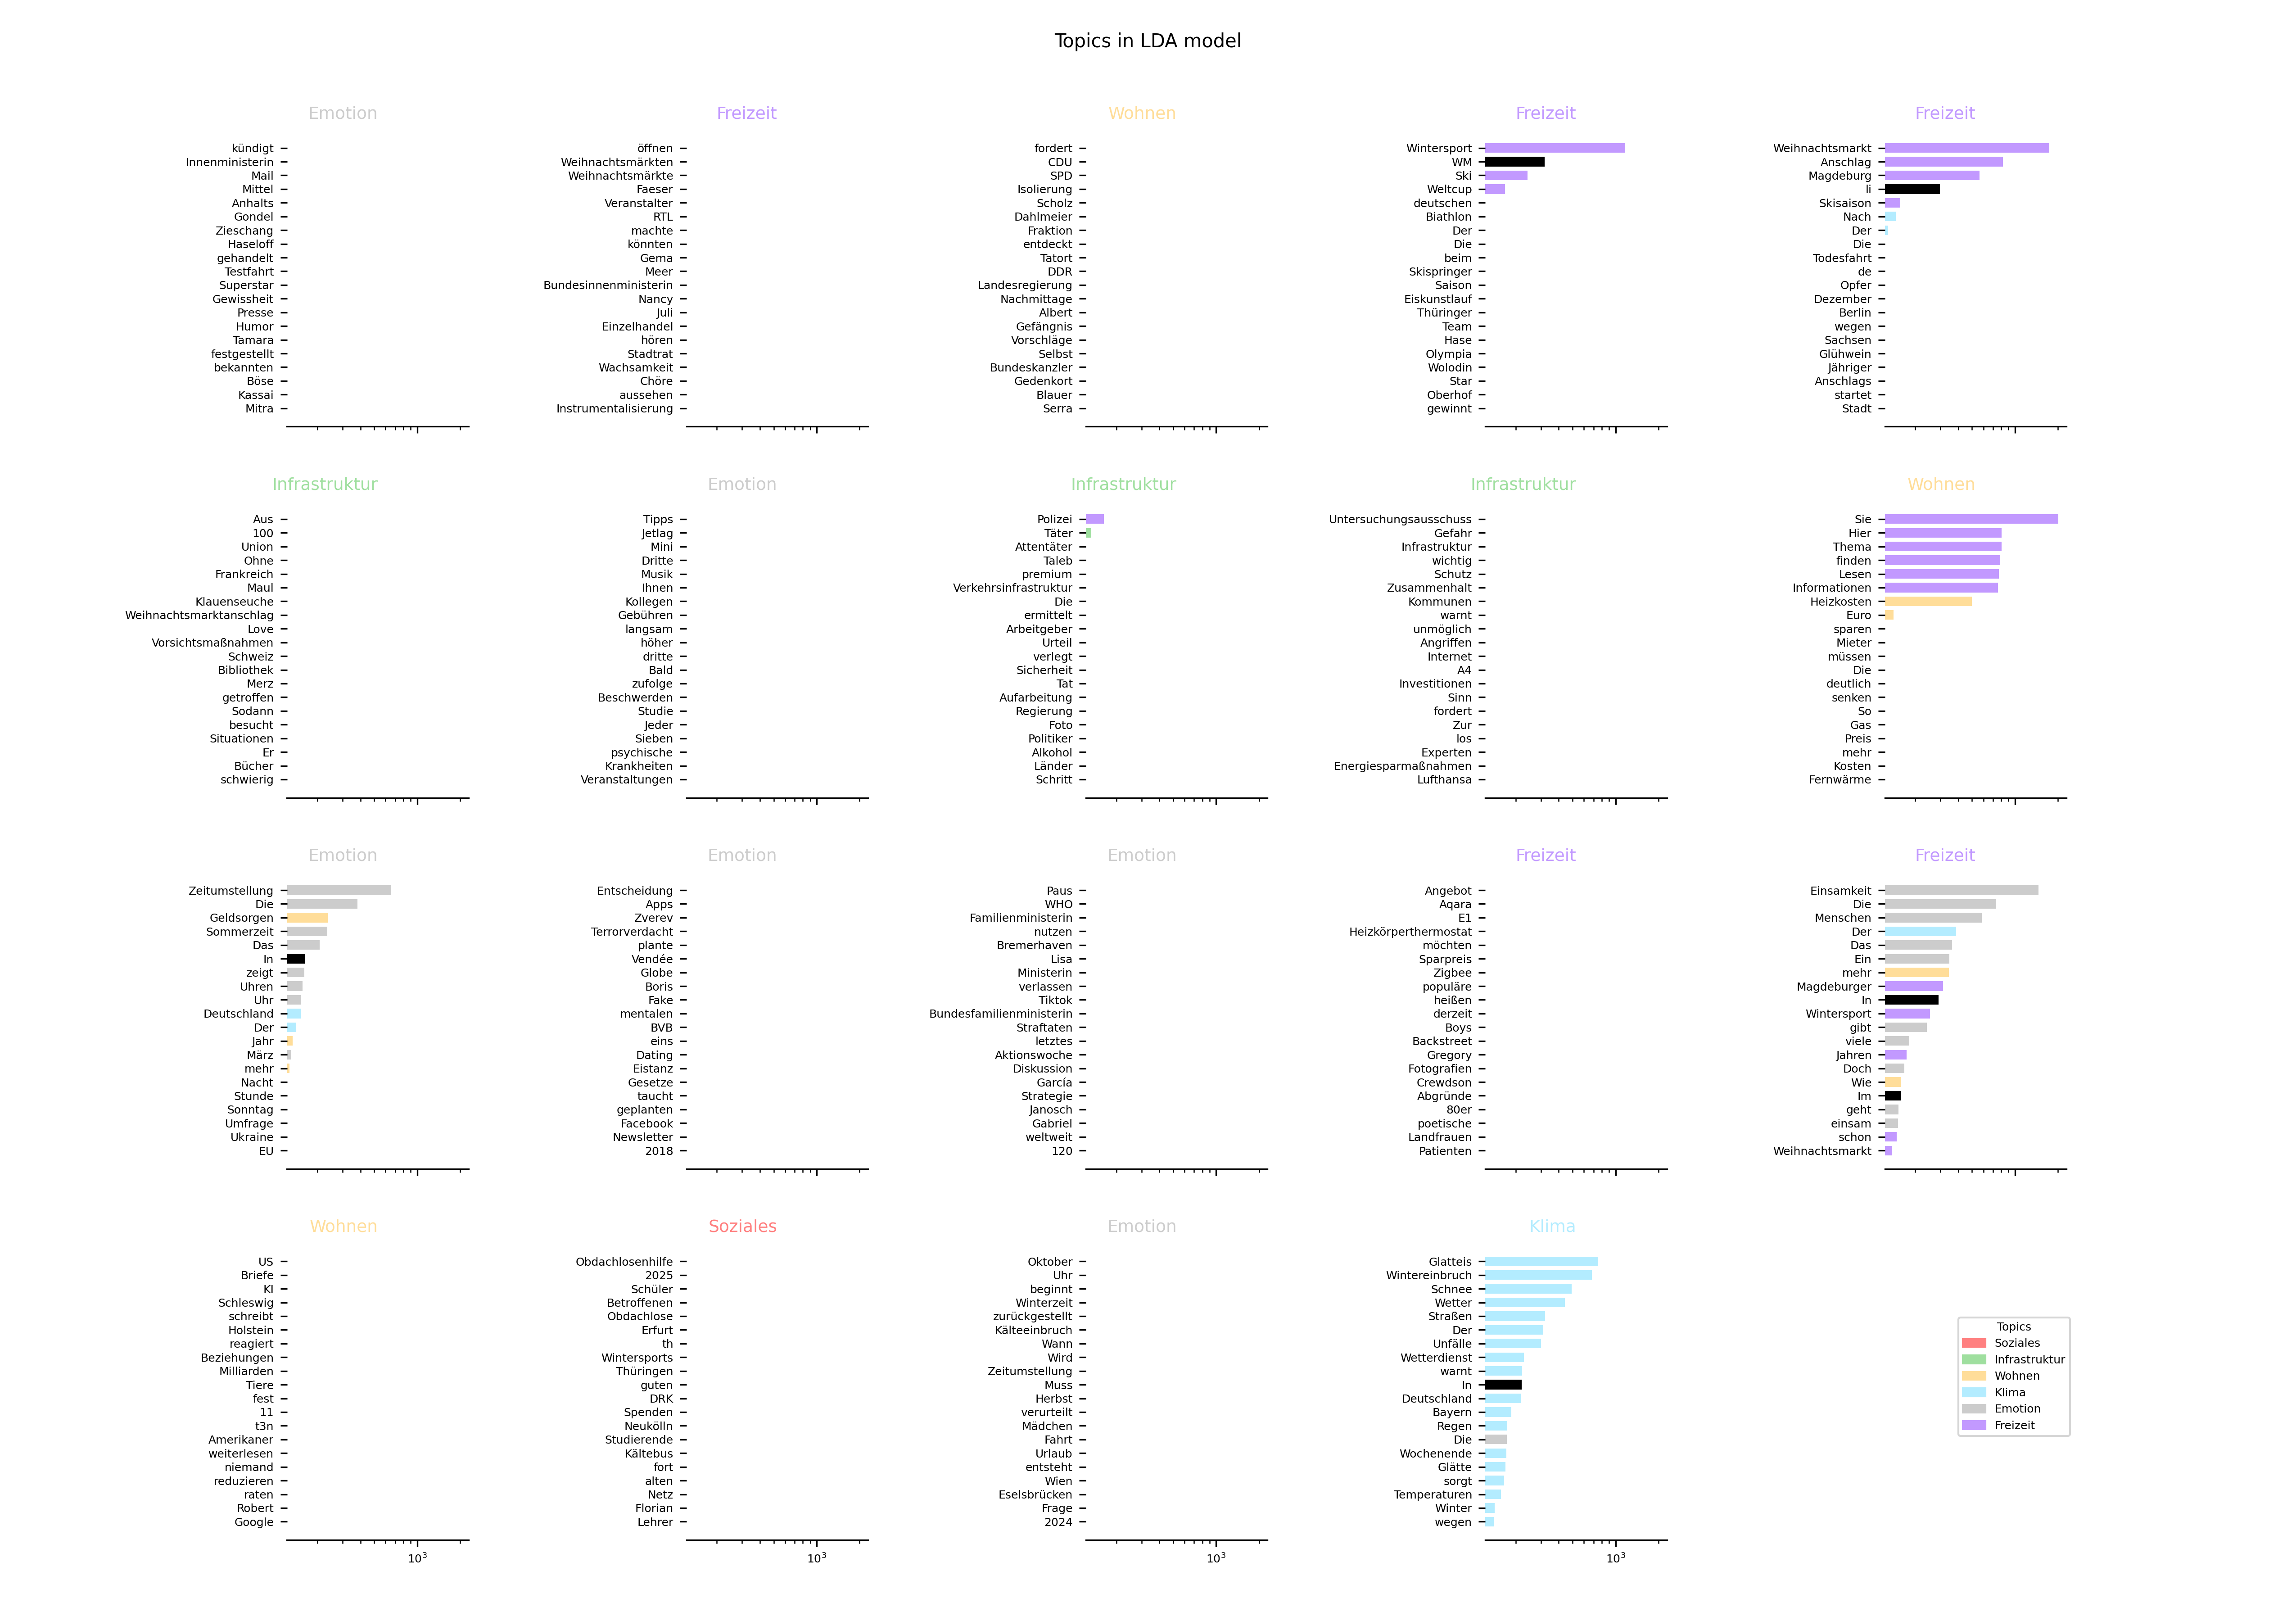 Topics in LDA model
Emotion
kündigt
Innenministerin
Mail
Mittel
Anhalts
Gondel
Zieschang
Haseloff
gehandelt
Testfahrt
Superstar
Gewissheit
Presse
Humor
Tamara
festgestellt
bekannten
Böse
Kassai
Mitra
Freizeit
öffnen
Weihnachtsmärkten
Weihnachtsmärkte
Faeser
Veranstalter
RTL
machte
könnten
Gema
Meer
Bundesinnenministerin
Nancy
Juli
Einzelhandel
hören
Stadtrat
Wachsamkeit
Chöre
aussehen
Instrumentalisierung
Wohnen
fordert
CDU
SPD
Isolierung
Scholz
Dahlmeier
Fraktion
entdeckt
Tatort
DDR
Landesregierung
Nachmittage
Albert
Gefängnis
Vorschläge
Selbst
Bundeskanzler
Gedenkort
Blauer
Serra
Freizeit
Wintersport
WM
Ski
Weltcup
deutschen
Biathlon
Der
Die
beim
Skispringer
Saison
Eiskunstlauf
Thüringer
Team
Hase
Olympia
Wolodin
Star
Oberhof
gewinnt
Freizeit
Weihnachtsmarkt
Anschlag
Magdeburg
li
Skisaison
Nach
Der
Die
Todesfahrt
de
Opfer
Dezember
Berlin
wegen
Sachsen
Glühwein
Jähriger
Anschlags
startet
Stadt
Infrastruktur
Aus
100
Union
Ohne
Frankreich
Maul
Klauenseuche
Weihnachtsmarktanschlag
Love
Vorsichtsmaßnahmen
Schweiz
Bibliothek
Merz
getroffen
Sodann
besucht
Situationen
Er
Bücher
schwierig
Emotion
Tipps
Jetlag
Mini
Dritte
Musik
Ihnen
Kollegen
Gebühren
langsam
höher
dritte
Bald
zufolge
Beschwerden
Studie
Jeder
Sieben
psychische
Krankheiten
Veranstaltungen
Infrastruktur
Polizei
Täter
Attentäter
Taleb
premium
Verkehrsinfrastruktur
Die
ermittelt
Arbeitgeber
Urteil
verlegt
Sicherheit
Tat
Aufarbeitung
Regierung
Foto
Politiker
Alkohol
Länder
Schritt
Infrastruktur
Untersuchungsausschuss
Gefahr
Infrastruktur
wichtig
Schutz
Zusammenhalt
Kommunen
warnt
unmöglich
Angriffen
Internet
A4
Investitionen
Sinn
fordert
Zur
los
Experten
Energiesparmaßnahmen
Lufthansa
Wohnen
Sie
Hier
Thema
finden
Lesen
Informationen
Heizkosten
Euro
sparen
Mieter
müssen
Die
deutlich
senken
So
Gas
Preis
mehr
Kosten
Fernwärme
Emotion
Zeitumstellung
Die
Geldsorgen
Sommerzeit
Das
In
zeigt
Uhren
Uhr
Deutschland
Der
Jahr
März
mehr
Nacht
Stunde
Sonntag
Umfrage
Ukraine
EU
Emotion
Entscheidung
Apps
Zverev
Terrorverdacht
plante
Vendée
Globe
Boris
Fake
mentalen
BVB
eins
Dating
Eistanz
Gesetze
taucht
geplanten
Facebook
Newsletter
2018
Emotion
Paus
WHO
Familienministerin
nutzen
Bremerhaven
Lisa
Ministerin
verlassen
Tiktok
Bundesfamilienministerin
Straftaten
letztes
Aktionswoche
Diskussion
García
Strategie
Janosch
Gabriel
weltweit
120
Freizeit
Angebot
Aqara
E1
Heizkörperthermostat
möchten
Sparpreis
Zigbee
populäre
heißen
derzeit
Boys
Backstreet
Gregory
Fotografien
Crewdson
Abgründe
80er
poetische
Landfrauen
Patienten
Freizeit
Einsamkeit
Die
Menschen
Der
Das
Ein
mehr
Magdeburger
In
Wintersport
gibt
viele
Jahren
Doch
Wie
Im
geht
einsam
schon
Weihnachtsmarkt
Wohnen
US
Briefe
KI
Schleswig
schreibt
Holstein
reagiert
Beziehungen
Milliarden
Tiere
fest
11
t3n
Amerikaner
weiterlesen
niemand
reduzieren
raten
Robert
Google
10³
Soziales
Obdachlosenhilfe
2025
Schüler
Betroffenen
Obdachlose
Erfurt
th
Wintersports
Thüringen
guten
DRK
Spenden
Neukölln
Studierende
Kältebus
fort
alten
Netz
Florian
Lehrer
10³
Emotion
Oktober
Uhr
beginnt
Winterzeit
zurückgestellt
Kälteeinbruch
Wann
Wird
Zeitumstellung
Muss
Herbst
verurteilt
Mädchen
Fahrt
Urlaub
entsteht
Wien
Eselsbrücken
Frage
2024
10³
Klima
Glatteis
Wintereinbruch
Schnee
Wetter
Straßen
Der
Unfälle
Wetterdienst
warnt
In
Deutschland
Bayern
Regen
Die
Wochenende
Glätte
sorgt
Temperaturen
Winter
wegen
10³
Topics
Soziales
Infrastruktur
Wohnen
Klima
Emotion
Freizeit